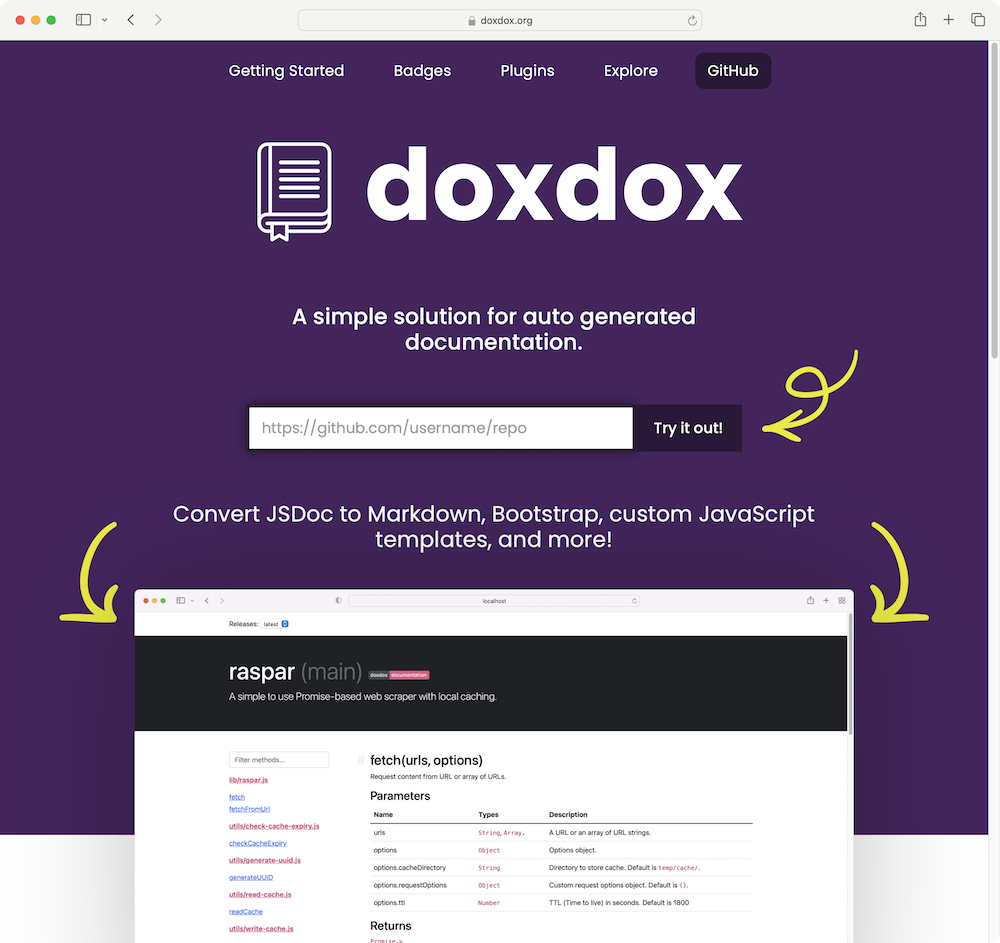 doxdox.org
Getting Started Badges Plugins Explore GitHub
doxdox
A simple solution for auto generated
documentation.
https://github.com/username/repo Try it out!
Convert JSDoc to Markdown, Bootstrap, custom JavaScript
templates, and more!
localhost
Releases: latest
raspar (main) doxdox documentation
A simple to use Promise-based web scraper with local caching.
Filter methods...
lib/raspar.js
fetch
fetchFromUrl
utils/check-cache-expiry.js
checkCacheExpiry
utils/generate-uuid.js
generateUUID
utils/read-cache.js
readCache
utils/write-cache.js
# fetch(urls, options)
Request content from URL or array of URLs.
Parameters
Name Types Description
urls String, Array. A URL or an array of URL strings.
options Object Options object.
options.cacheDirectory String Directory to store cache. Default is temp/cache/.
options.requestOptions Object Custom request options object. Default is {}.
options.ttl Number TTL (Time to live) in seconds. Default is 1800
Returns
Promise.>